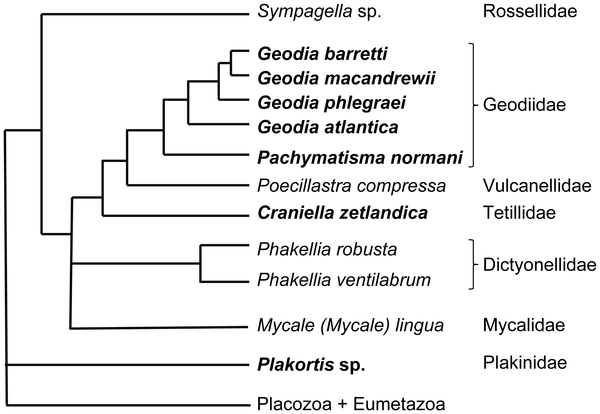 Sympagella sp. Rossellidae
Geodia barretti
Geodia macandrewii
Geodia phlegraei Geodiidae
Geodia atlantica
Pachymatisma normani
Poecillastra compressa Vulcanellidae
Craniella zetlandica Tetillidae
Phakellia robusta
Dictyonellidae
Phakellia ventilabrum
Mycale (Mycale) lingua Mycalidae
Plakortis sp. Plakinidae
Placozoa + Eumetazoa